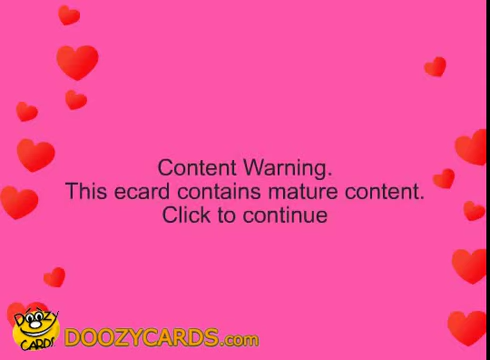 Content Warning.
This ecard contains mature content.
Click to continue
Doozy
CARDS
DOOZYCARDS.com